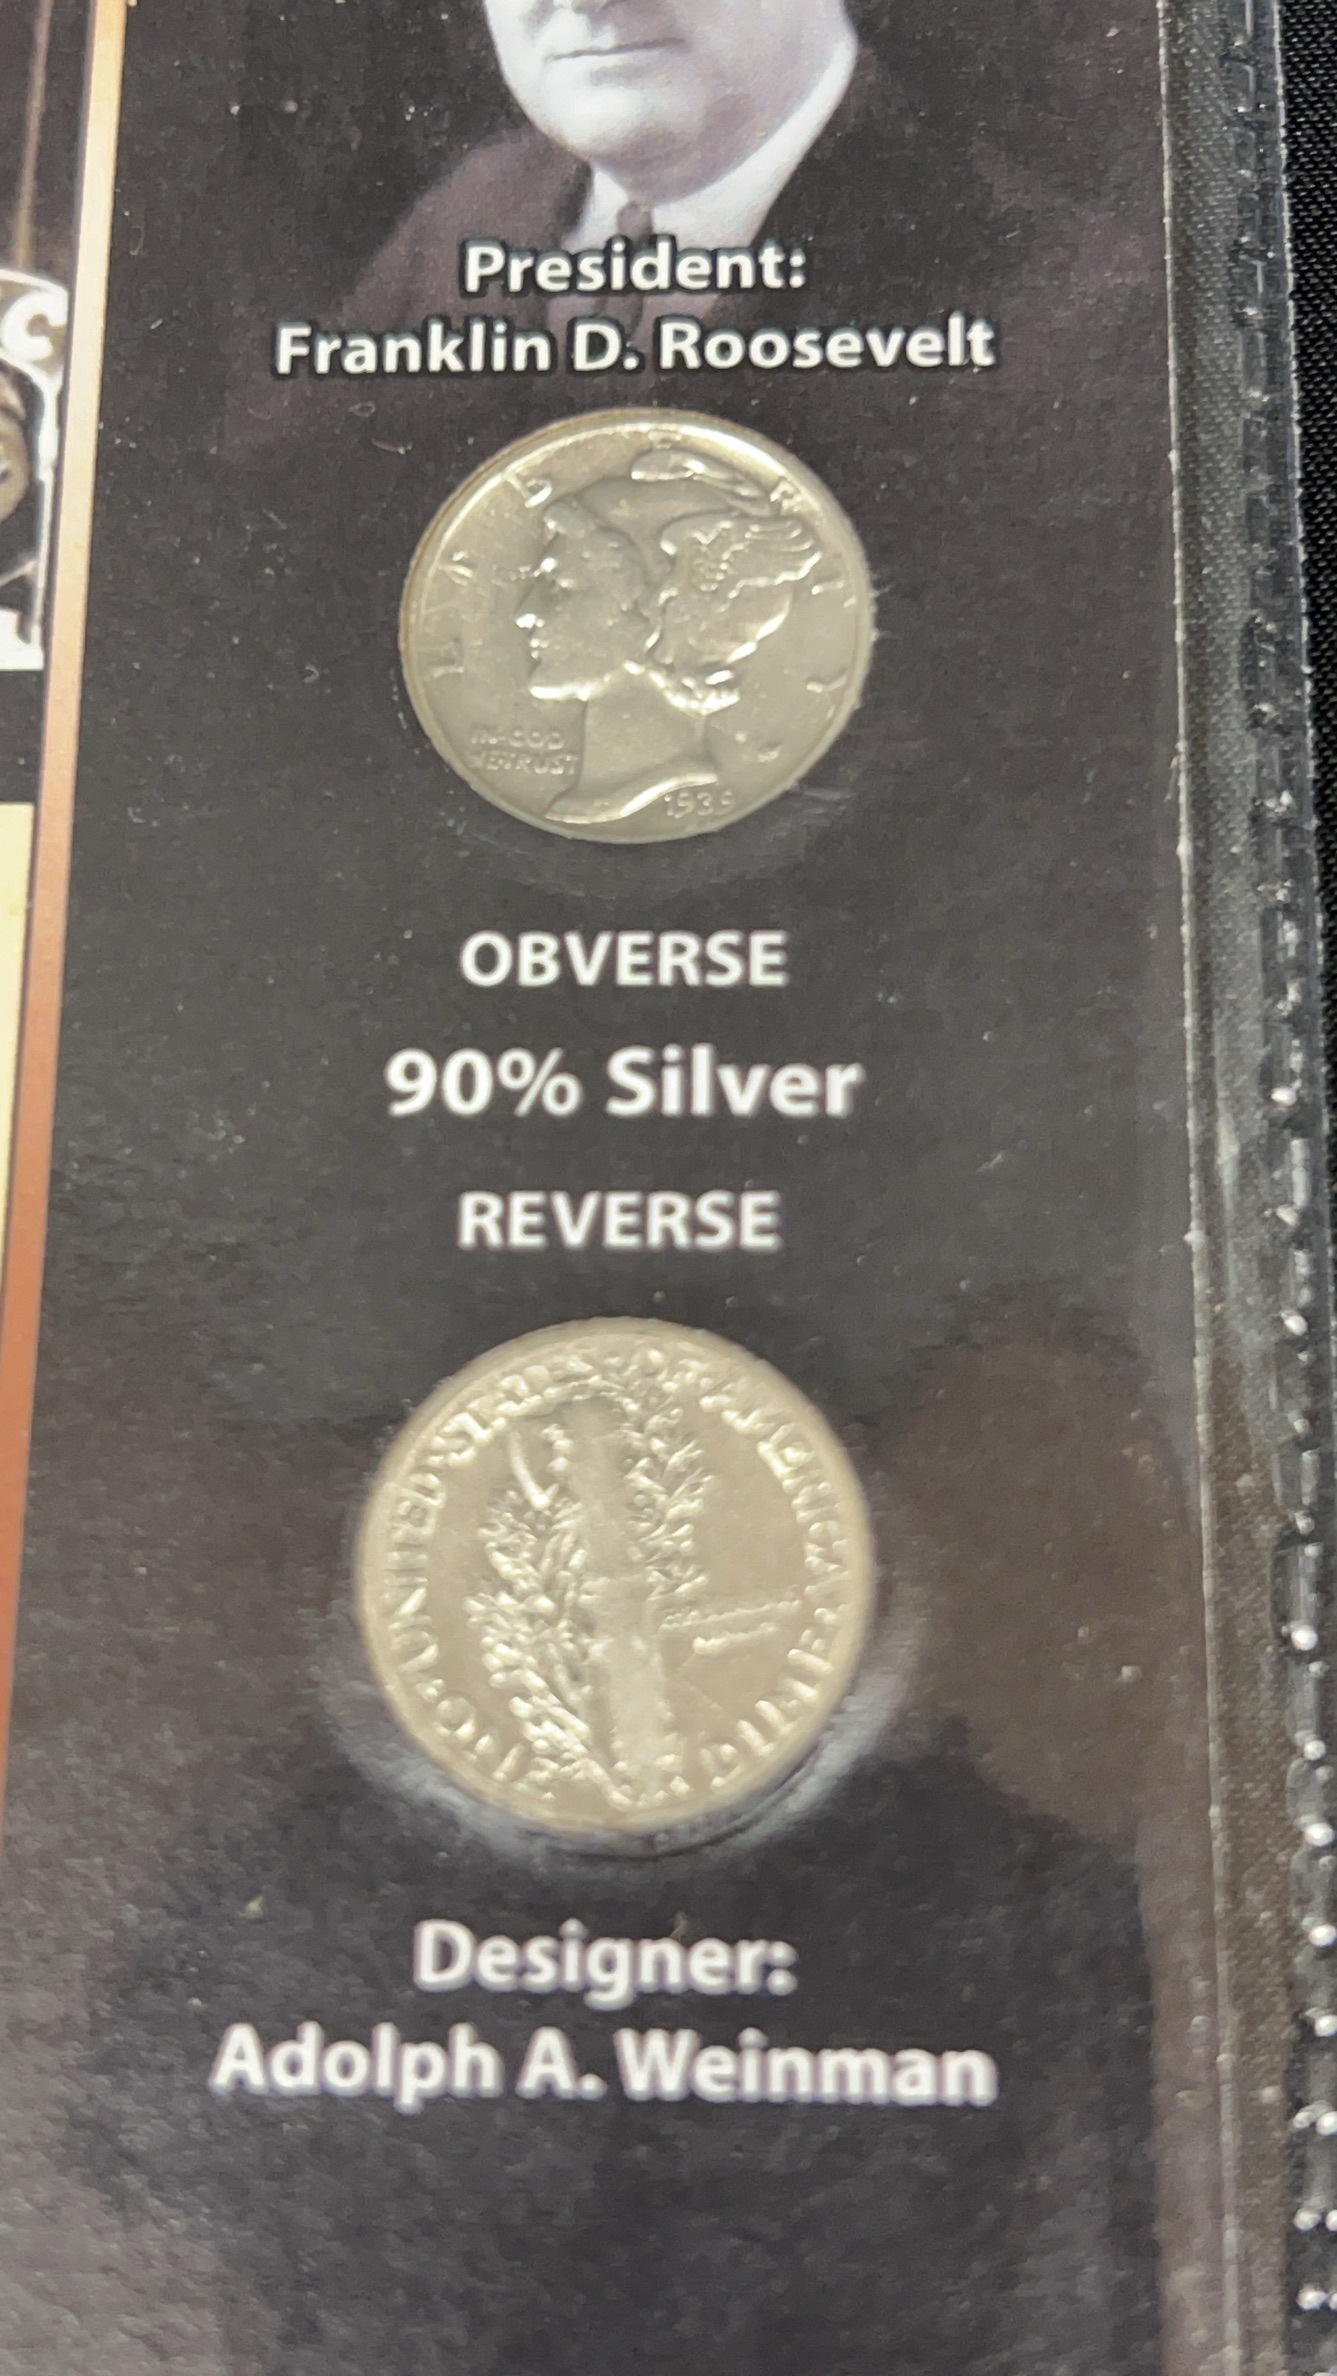 C
President:
Franklin D. Roosevelt
LIBERTY
IN·GOD
WE·TRUST
1939
OBVERSE
90% Silver
REVERSE
UNITED·STATES·OF·AMERICA
ONE·DIME
Designer:
Adolph A. Weinman